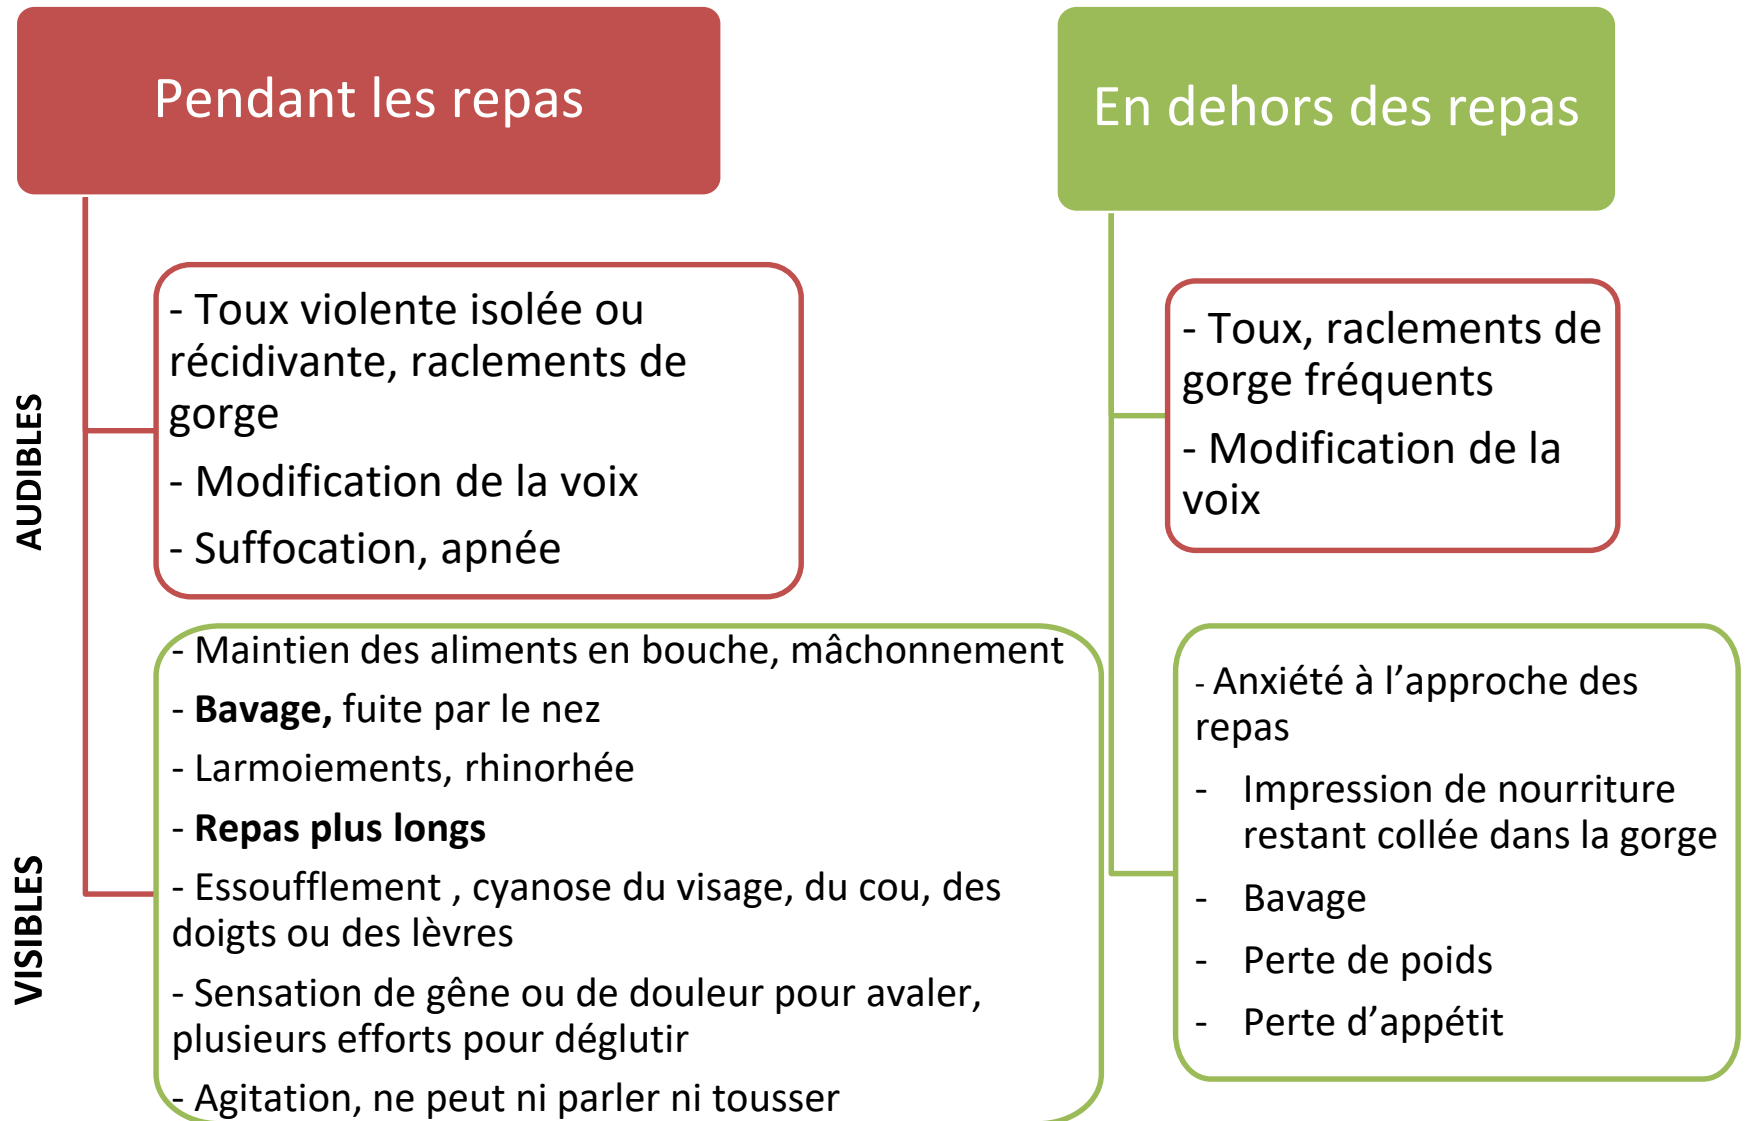 Pendant les repas
AUDIBLES
- Toux violente isolée ou
récidivante, raclements de
gorge
- Modification de la voix
- Suffocation, apnée
VISIBLES
- Maintien des aliments en bouche, mâchonnement
- Bavage, fuite par le nez
- Larmoiements, rhinorhée
- Repas plus longs
- Essoufflement , cyanose du visage, du cou, des
doigts ou des lèvres
- Sensation de gêne ou de douleur pour avaler,
plusieurs efforts pour déglutir
- Agitation, ne peut ni parler ni tousser
En dehors des repas
- Toux, raclements de
gorge fréquents
- Modification de la
voix
- Anxiété à l’approche des
repas
- Impression de nourriture
restant collée dans la gorge
- Bavage
- Perte de poids
- Perte d’appétit